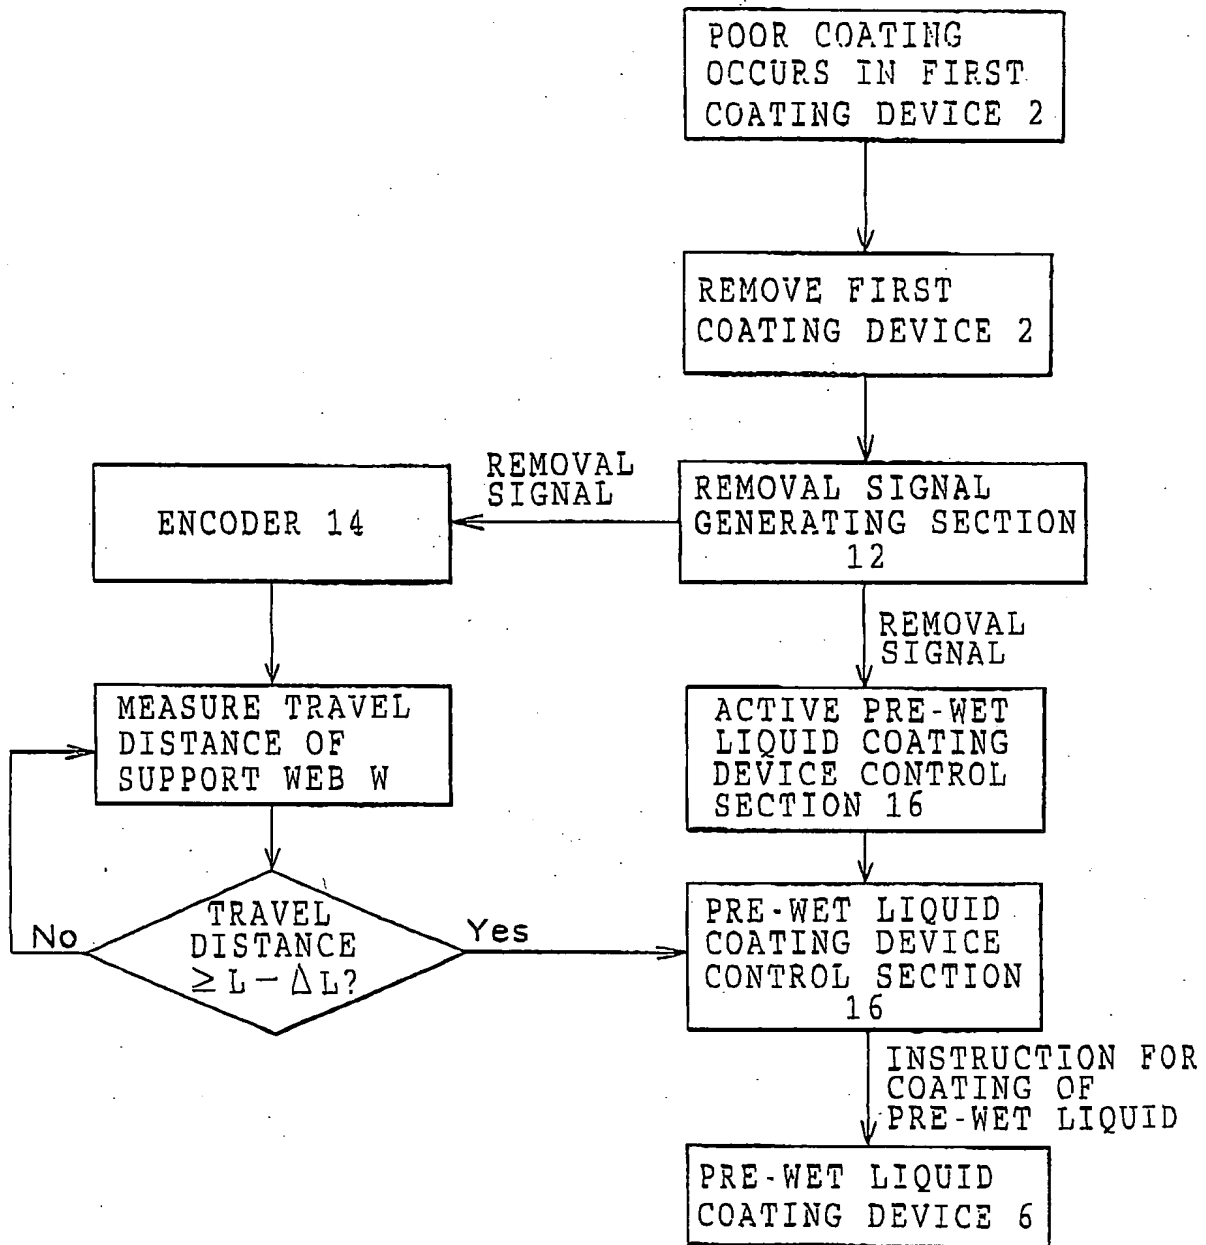 POOR COATING
OCCURS IN FIRST
COATING DEVICE 2
REMOVE FIRST
COATING DEVICE 2
REMOVAL
SIGNAL
REMOVAL SIGNAL
GENERATING SECTION
12
ENCODER 14
REMOVAL
SIGNAL
MEASURE TRAVEL
DISTANCE OF
SUPPORT WEB W
ACTIVE PRE-WET
LIQUID COATING
DEVICE CONTROL
SECTION 16
TRAVEL
DISTANCE
≥ L - ΔL?
No
Yes
PRE-WET LIQUID
COATING DEVICE
CONTROL SECTION
16
INSTRUCTION FOR
COATING OF
PRE-WET LIQUID
PRE-WET LIQUID
COATING DEVICE 6